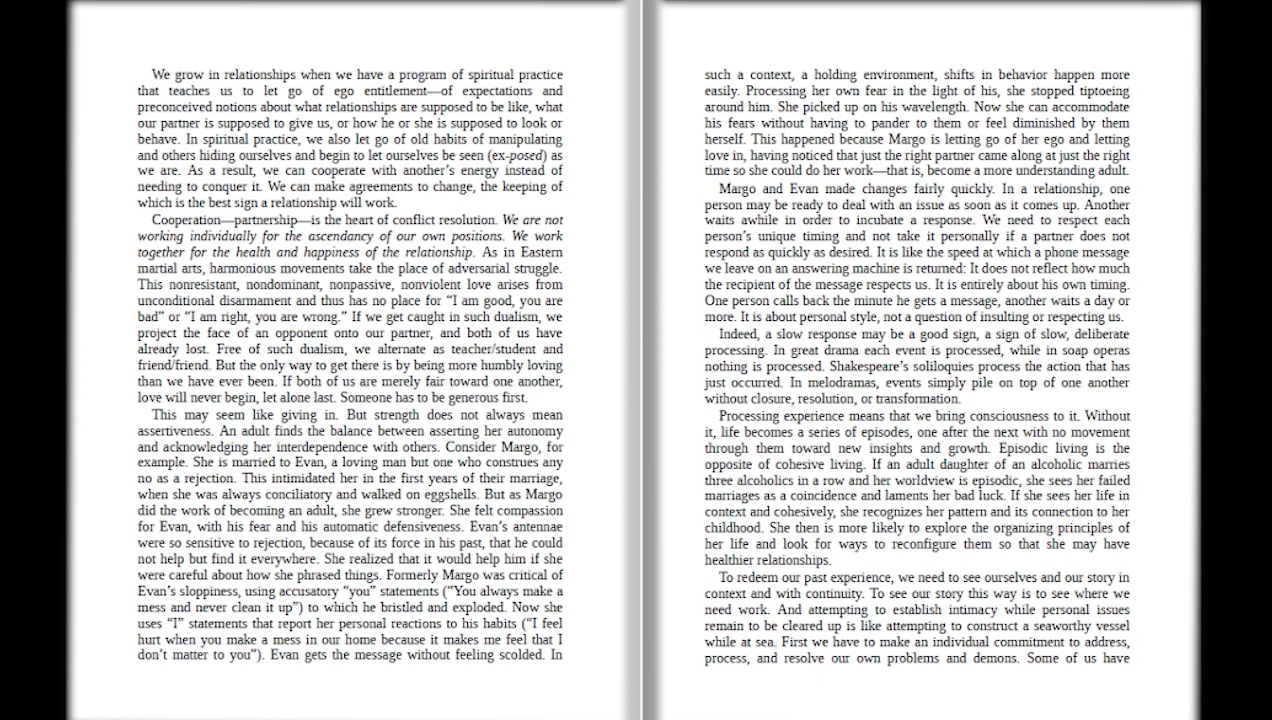 We grow in relationships when we have a program of spiritual practice
that teaches us to let go of ego entitlement—of expectations and
preconceived notions about what relationships are supposed to be like, what
our partner is supposed to give us, or how he or she is supposed to look or
behave. In spiritual practice, we also let go of old habits of manipulating
and others hiding ourselves and begin to let ourselves be seen (ex-posed) as
we are. As a result, we can cooperate with another’s energy instead of
needing to conquer it. We can make agreements to change, the keeping of
which is the best sign a relationship will work.
Cooperation—partnership—is the heart of conflict resolution. We are not
working individually for the ascendancy of our own positions. We work
together for the health and happiness of the relationship. As in Eastern
martial arts, harmonious movements take the place of adversarial struggle.
This nonresistant, nondominant, nonpassive, nonviolent love arises from
unconditional disarmament and thus has no place for “I am good, you are
bad” or “I am right, you are wrong.” If we get caught in such dualism, we
project the face of an opponent onto our partner, and both of us have
already lost. Free of such dualism, we alternate as teacher/student and
friend/friend. But the only way to get there is by being more humbly loving
than we have ever been. If both of us are merely fair toward one another,
love will never begin, let alone last. Someone has to be generous first.
This may seem like giving in. But strength does not always mean
assertiveness. An adult finds the balance between asserting her autonomy
and acknowledging her interdependence with others. Consider Margo, for
example. She is married to Evan, a loving man but one who construes any
no as a rejection. This intimidated her in the first years of their marriage,
when she was always conciliatory and walked on eggshells. But as Margo
did the work of becoming an adult, she grew stronger. She felt compassion
for Evan, with his fear and his automatic defensiveness. Evan’s antennae
were so sensitive to rejection, because of its force in his past, that he could
not help but find it everywhere. She realized that it would help him if she
were careful about how she phrased things. Formerly Margo was critical of
Evan’s sloppiness, using accusatory “you” statements (“You always make a
mess and never clean it up”) to which he bristled and exploded. Now she
uses “I” statements that report her personal reactions to his habits (“I feel
hurt when you make a mess in our home because it makes me feel that I
don’t matter to you”). Evan gets the message without feeling scolded. In
such a context, a holding environment, shifts in behavior happen more
easily. Processing her own fear in the light of his, she stopped tiptoeing
around him. She picked up on his wavelength. Now she can accommodate
his fears without having to pander to them or feel diminished by them
herself. This happened because Margo is letting go of her ego and letting
love in, having noticed that just the right partner came along at just the right
time so she could do her work—that is, become a more understanding adult.
Margo and Evan made changes fairly quickly. In a relationship, one
person may be ready to deal with an issue as soon as it comes up. Another
waits awhile in order to incubate a response. We need to respect each
person’s unique timing and not take it personally if a partner does not
respond as quickly as desired. It is like the speed at which a phone message
we leave on an answering machine is returned: It does not reflect how much
the recipient of the message respects us. It is entirely about his own timing.
One person calls back the minute he gets a message, another waits a day or
more. It is about personal style, not a question of insulting or respecting us.
Indeed, a slow response may be a good sign, a sign of slow, deliberate
processing. In great drama each event is processed, while in soap operas
nothing is processed. Shakespeare’s soliloquies process the action that has
just occurred. In melodramas, events simply pile on top of one another
without closure, resolution, or transformation.
Processing experience means that we bring consciousness to it. Without
it, life becomes a series of episodes, one after the next with no movement
through them toward new insights and growth. Episodic living is the
opposite of cohesive living. If an adult daughter of an alcoholic marries
three alcoholics in a row and her worldview is episodic, she sees her failed
marriages as a coincidence and laments her bad luck. If she sees her life in
context and cohesively, she recognizes her pattern and its connection to her
childhood. She then is more likely to explore the organizing principles of
her life and look for ways to reconfigure them so that she may have
healthier relationships.
To redeem our past experience, we need to see ourselves and our story in
context and with continuity. To see our story this way is to see where we
need work. And attempting to establish intimacy while personal issues
remain to be cleared up is like attempting to construct a seaworthy vessel
while at sea. First we have to make an individual commitment to address,
process, and resolve our own problems and demons. Some of us have